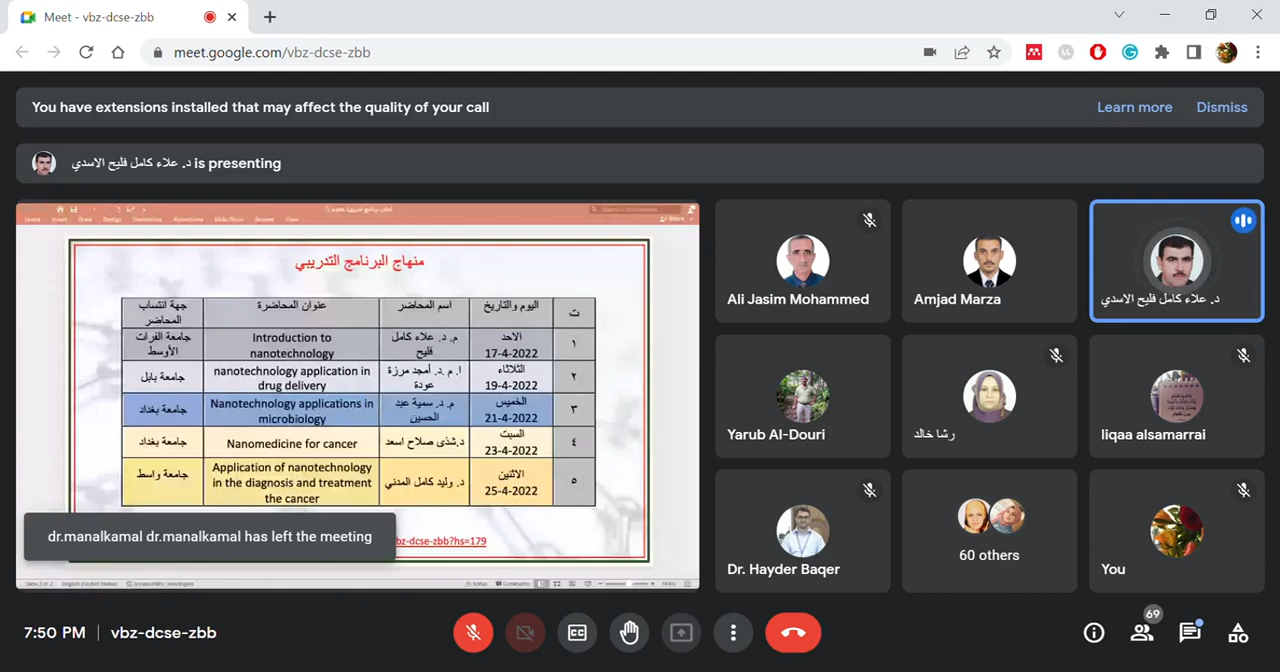 Meet - vbz-dcse-zbb
meet.google.com/vbz-dcse-zbb
You have extensions installed that may affect the quality of your call
Learn more
Dismiss
د. علاء كامل فليح الاسدي is presenting
منهاج البرنامج التدريبي
ت
اليوم والتاريخ
اسم المحاضر
عنوان المحاضرة
جهة انتساب
المحاضر
١
الاحد
17-4-2022
م. د. علاء كامل
فليح
Introduction to
nanotechnology
جامعة الفرات
الأوسط
٢
الثلاثاء
19-4-2022
ا. م. د. أمجد مرزة
عودة
nanotechnology application in
drug delivery
جامعة بابل
٣
الخميس
21-4-2022
م. د. سمية عبد
الحسين
Nanotechnology applications in
microbiology
جامعة بغداد
٤
السبت
23-4-2022
د.شذى صلاح اسعد
Nanomedicine for cancer
جامعة بغداد
٥
الاثنين
25-4-2022
د. وليد كامل المدني
Application of nanotechnology
in the diagnosis and treatment
the cancer
جامعة واسط
bz-dcse-zbb?hs=179
dr.manalkamal dr.manalkamal has left the meeting
Ali Jasim Mohammed
Amjad Marza
د. علاء كامل فليح الاسدي
Yarub Al-Douri
رشا خالد
liqaa alsamarrai
Dr. Hayder Baqer
60 others
You
7:50 PM
vbz-dcse-zbb
69